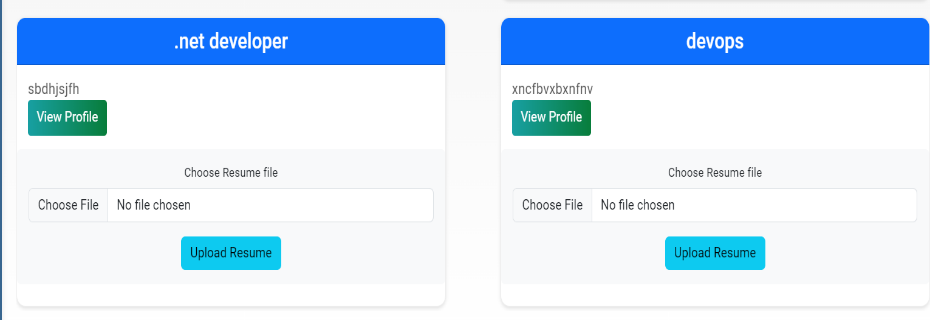 .net developer
sbdhjsjfh
View Profile
Choose Resume file
Choose File No file chosen
Upload Resume
devops
xncfbvxbxnfnv
View Profile
Choose Resume file
Choose File No file chosen
Upload Resume